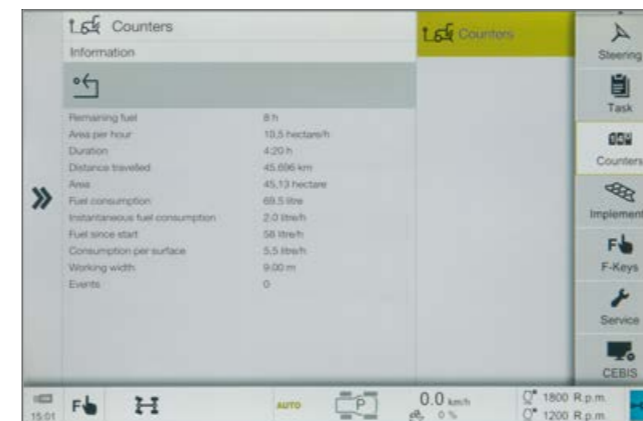 Counters
Information
Remaining fuel 8 h
Area per hour 10,5 hectare/h
Duration 4:20 h
Distance travelled 45.696 km
Area 45,13 hectare
Fuel consumption 69.5 litre
Instantaneous fuel consumption 2.0 litre/h
Fuel since start 58 litre/h
Consumption per surface 5,5 litre/h
Working width 9.00 m
Events 0
Counters
Steering
Task
Counters
Implement
F-Keys
Service
CEBIS
15:01
F
AUTO
P
0.0 km/h
0 %
1800 R.p.m.
1200 R.p.m.